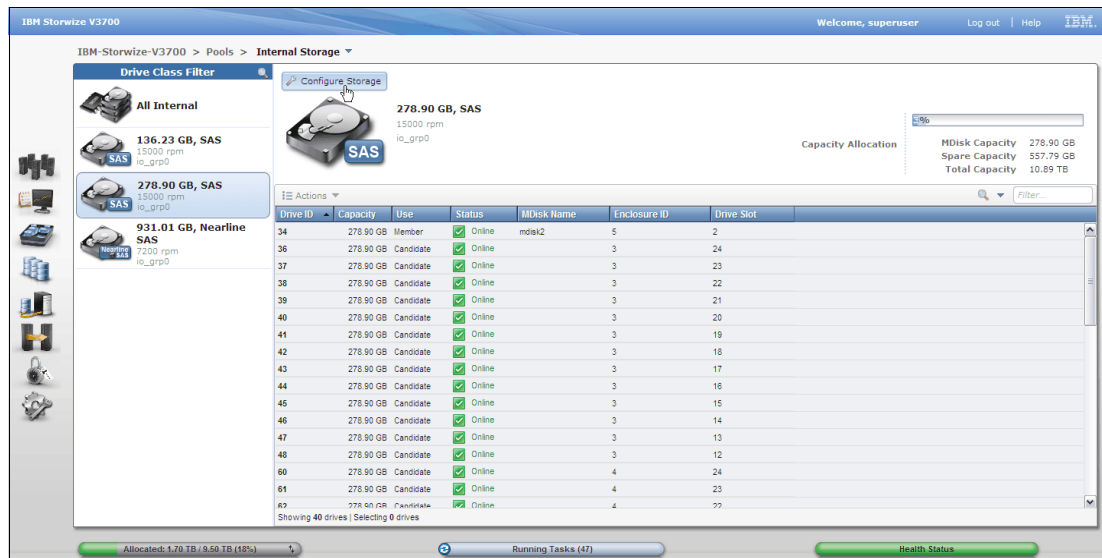 IBM Storwize V3700
Welcome, superuser
Log out | Help
IBM.
IBM-Storwize-V3700 > Pools > Internal Storage
Drive Class Filter
All Internal
136.23 GB, SAS
15000 rpm
io_grp0
SAS
278.90 GB, SAS
15000 rpm
io_grp0
SAS
931.01 GB, Nearline
SAS
7200 rpm
io_grp0
Nearline
SAS
Configure Storage
SAS
278.90 GB, SAS
15000 rpm
io_grp0
Capacity Allocation
3%
MDisk Capacity 278.90 GB
Spare Capacity 557.79 GB
Total Capacity 10.89 TB
Actions
Filter...
Drive ID Capacity Use Status MDisk Name Enclosure ID Drive Slot
34 278.90 GB Member Online mdisk2 5 2
36 278.90 GB Candidate Online 3 24
37 278.90 GB Candidate Online 3 23
38 278.90 GB Candidate Online 3 22
39 278.90 GB Candidate Online 3 21
40 278.90 GB Candidate Online 3 20
41 278.90 GB Candidate Online 3 19
42 278.90 GB Candidate Online 3 18
43 278.90 GB Candidate Online 3 17
44 278.90 GB Candidate Online 3 16
45 278.90 GB Candidate Online 3 15
46 278.90 GB Candidate Online 3 14
47 278.90 GB Candidate Online 3 13
48 278.90 GB Candidate Online 3 12
60 278.90 GB Candidate Online 4 24
61 278.90 GB Candidate Online 4 23
62 278.90 GB Candidate Online 4 22
Showing 40 drives | Selecting 0 drives
Allocated: 1.70 TB / 9.50 TB (18%)
Running Tasks (47)
Health Status